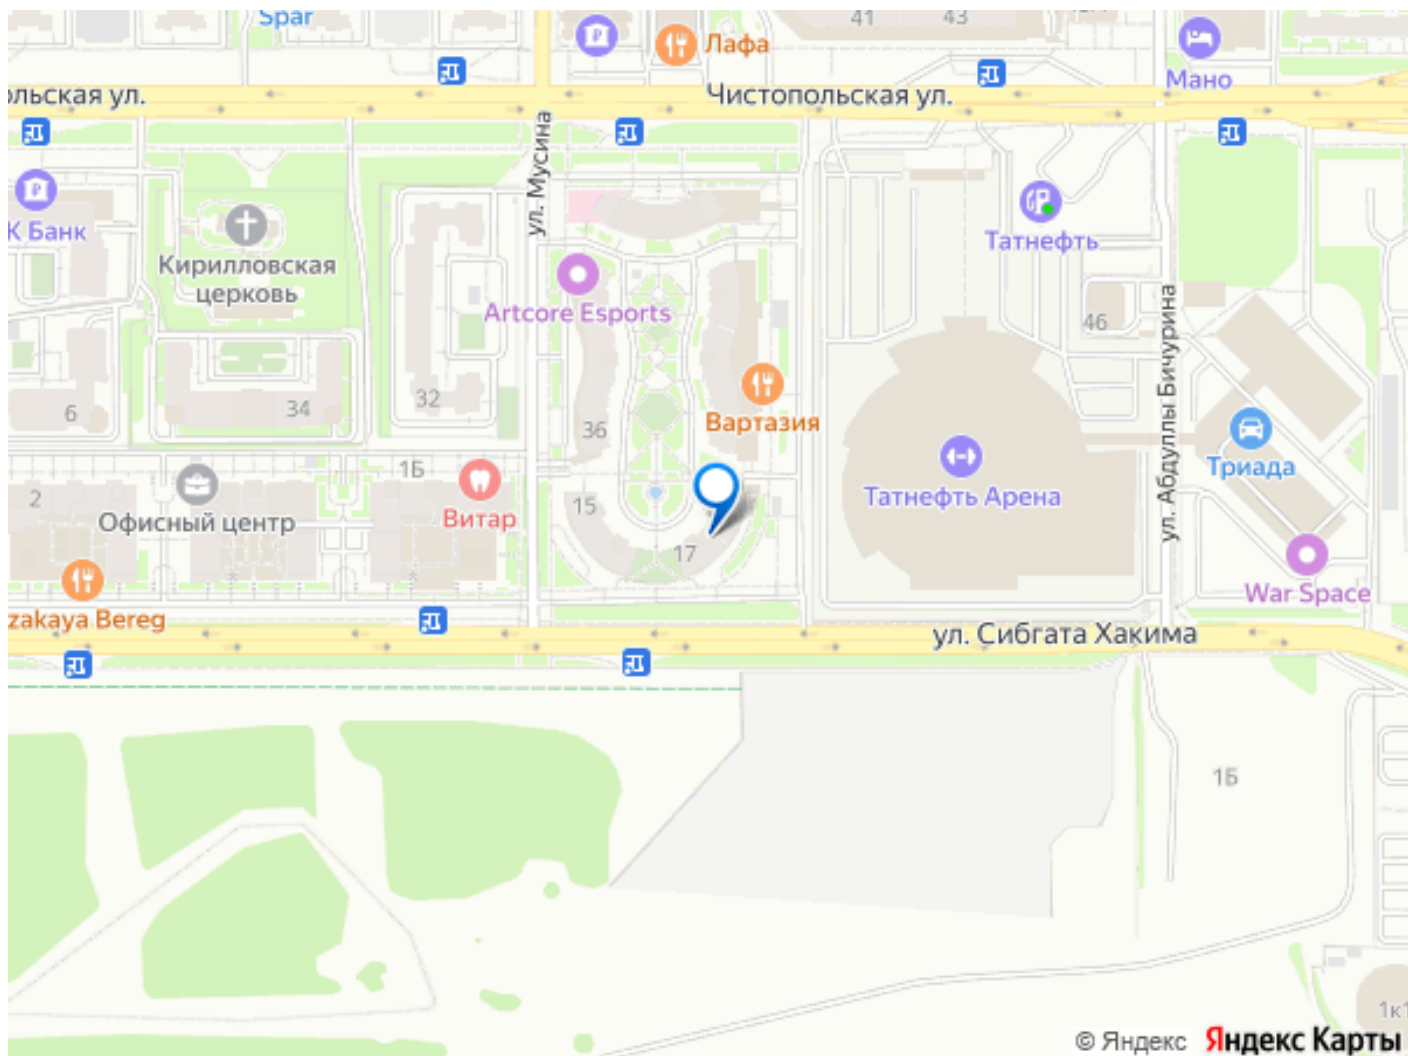 Spar
41
43
Лафа
Мано
ольская ул.
Чистопольская ул.
ул. Мусина
К Банк
Кирилловская
церковь
Татнефть
Artcore Esports
46
ул. Абдуллы Бичурина
6
34
32
36
Вартазия
Триада
1Б
2
Офисный центр
Витар
15
17
Татнефть Арена
War Space
zakaya Bereg
ул. Сибгата Хакима
1Б
1к1
© Яндекс Яндекс Карты